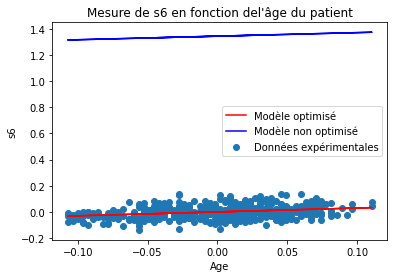 Mesure de s6 en fonction del'âge du patient
1.4
1.2
1.0
0.8
0.6
0.4
0.2
0.0
−0.2
s6
Modèle optimisé
Modèle non optimisé
Données expérimentales
−0.10
−0.05
0.00
0.05
0.10
Age